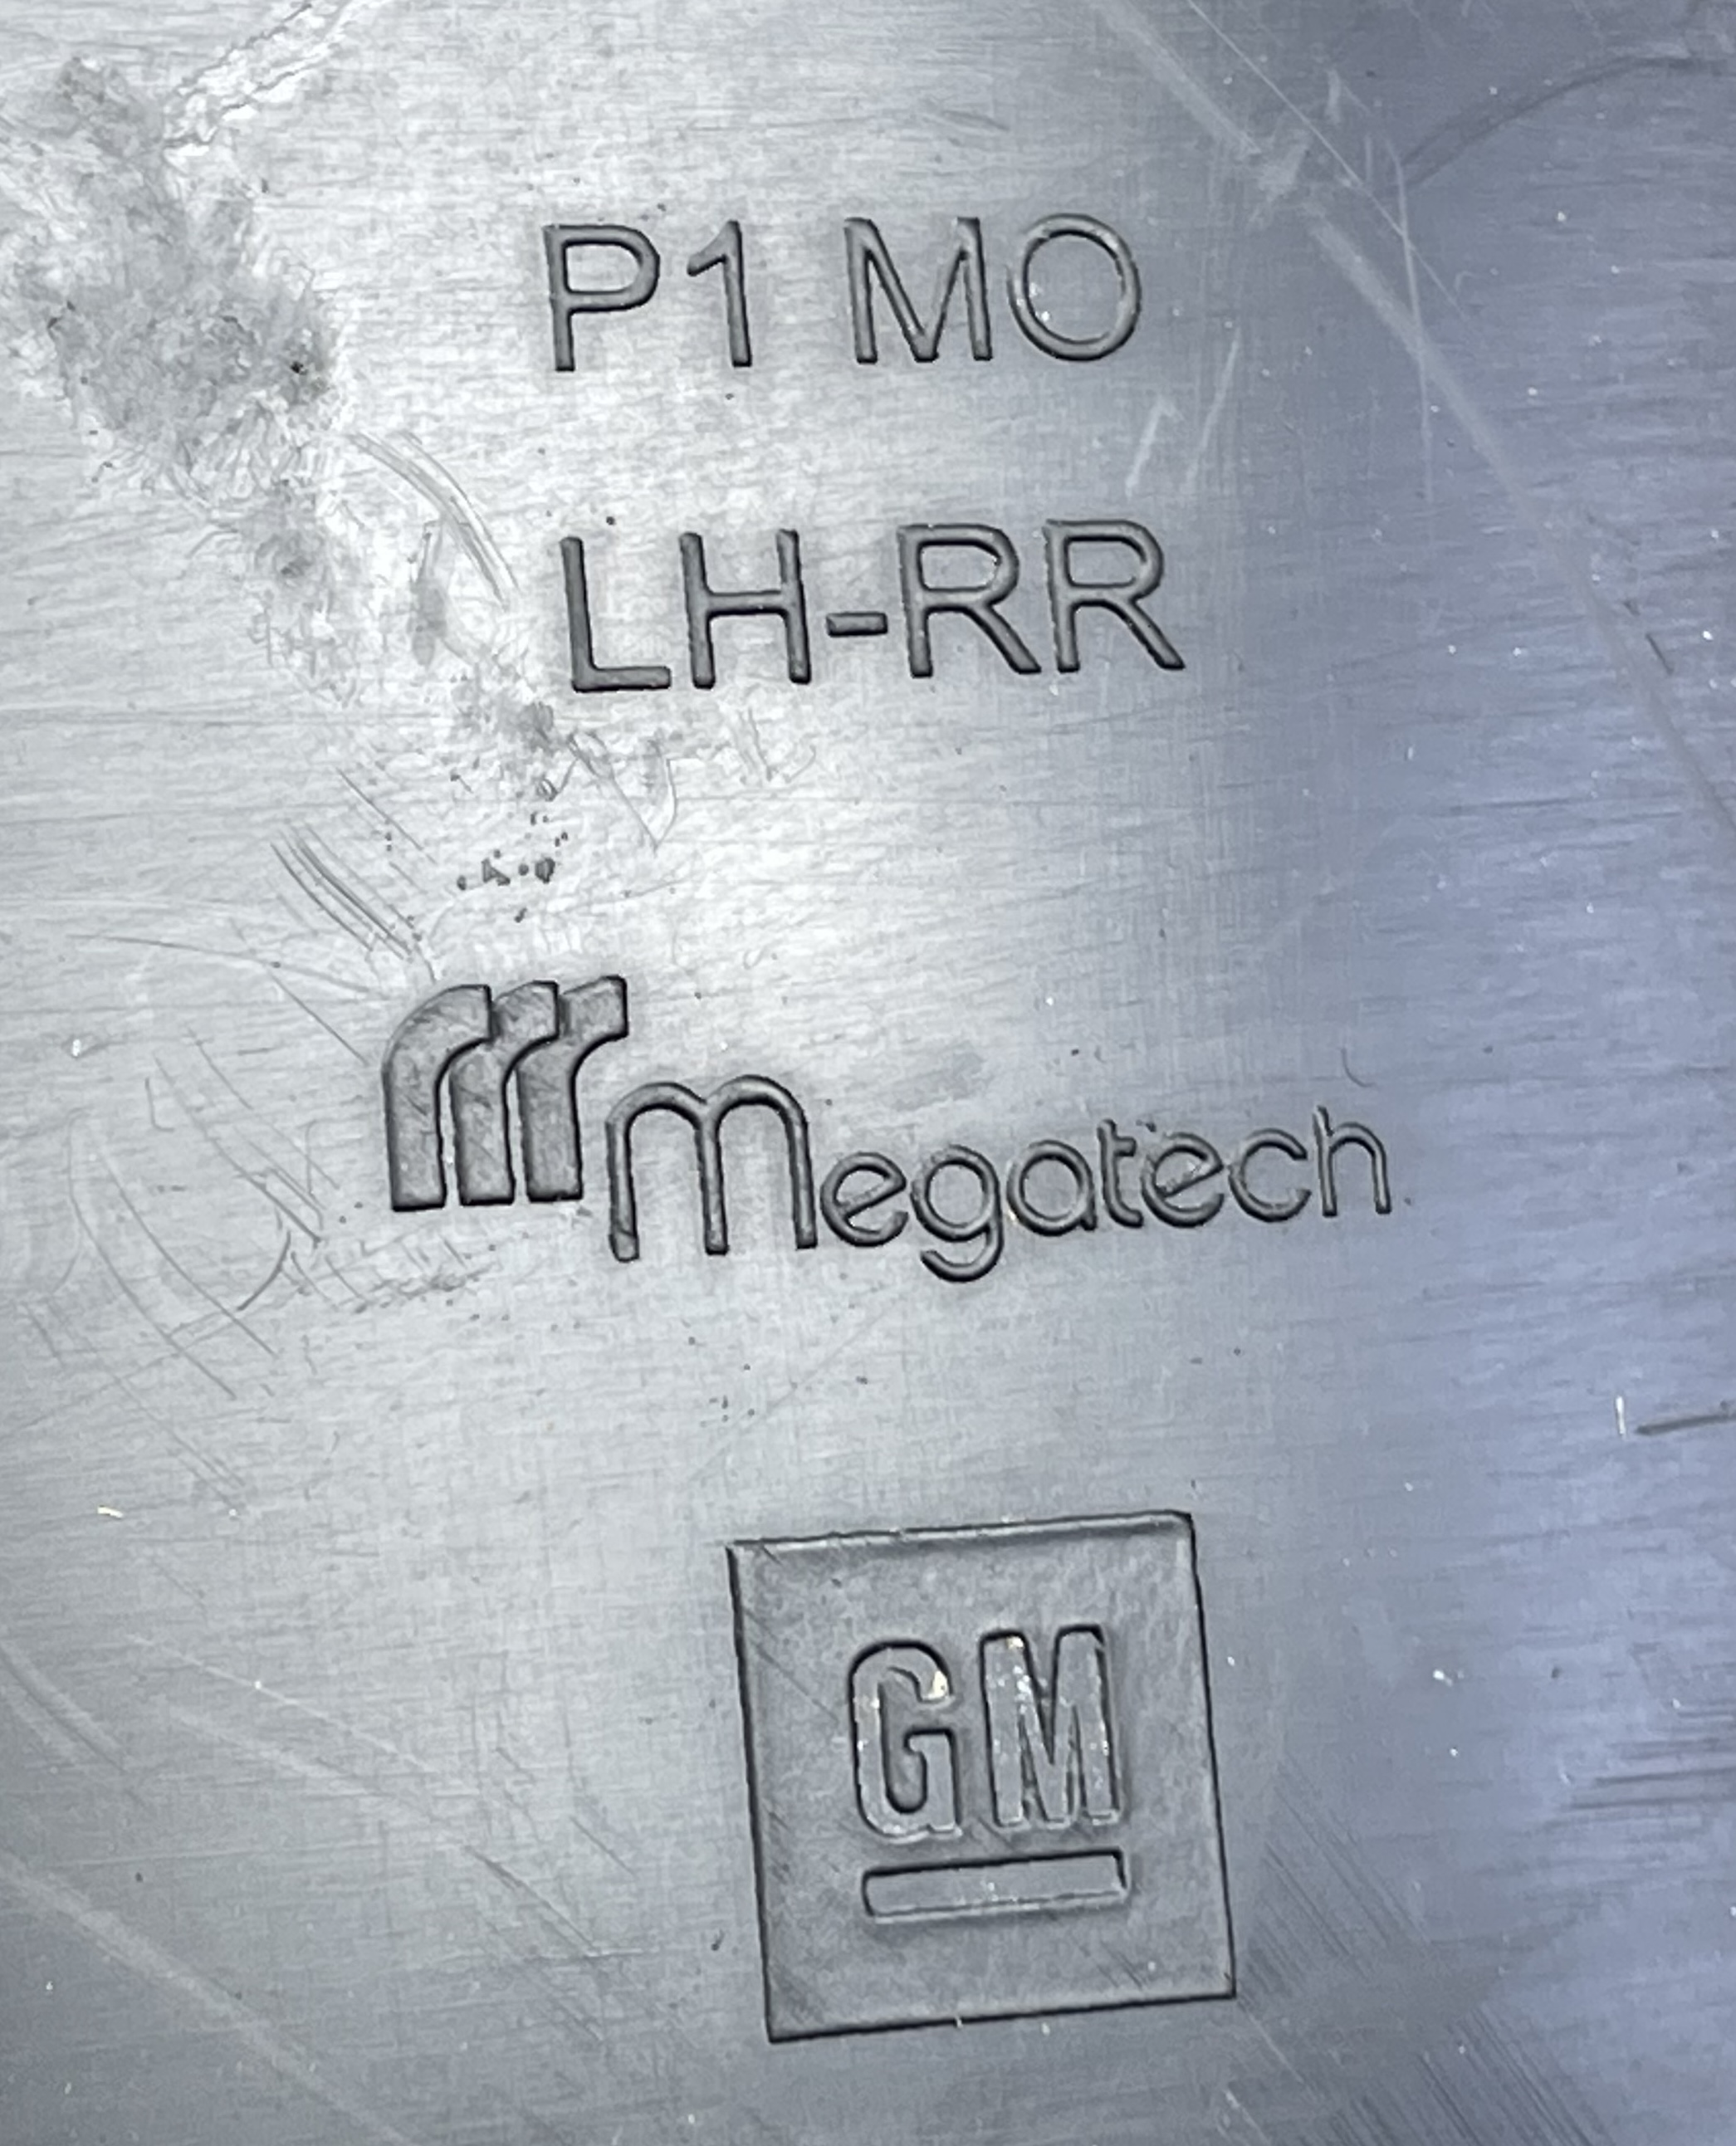 P1 MO
LH-RR
Megatech
GM